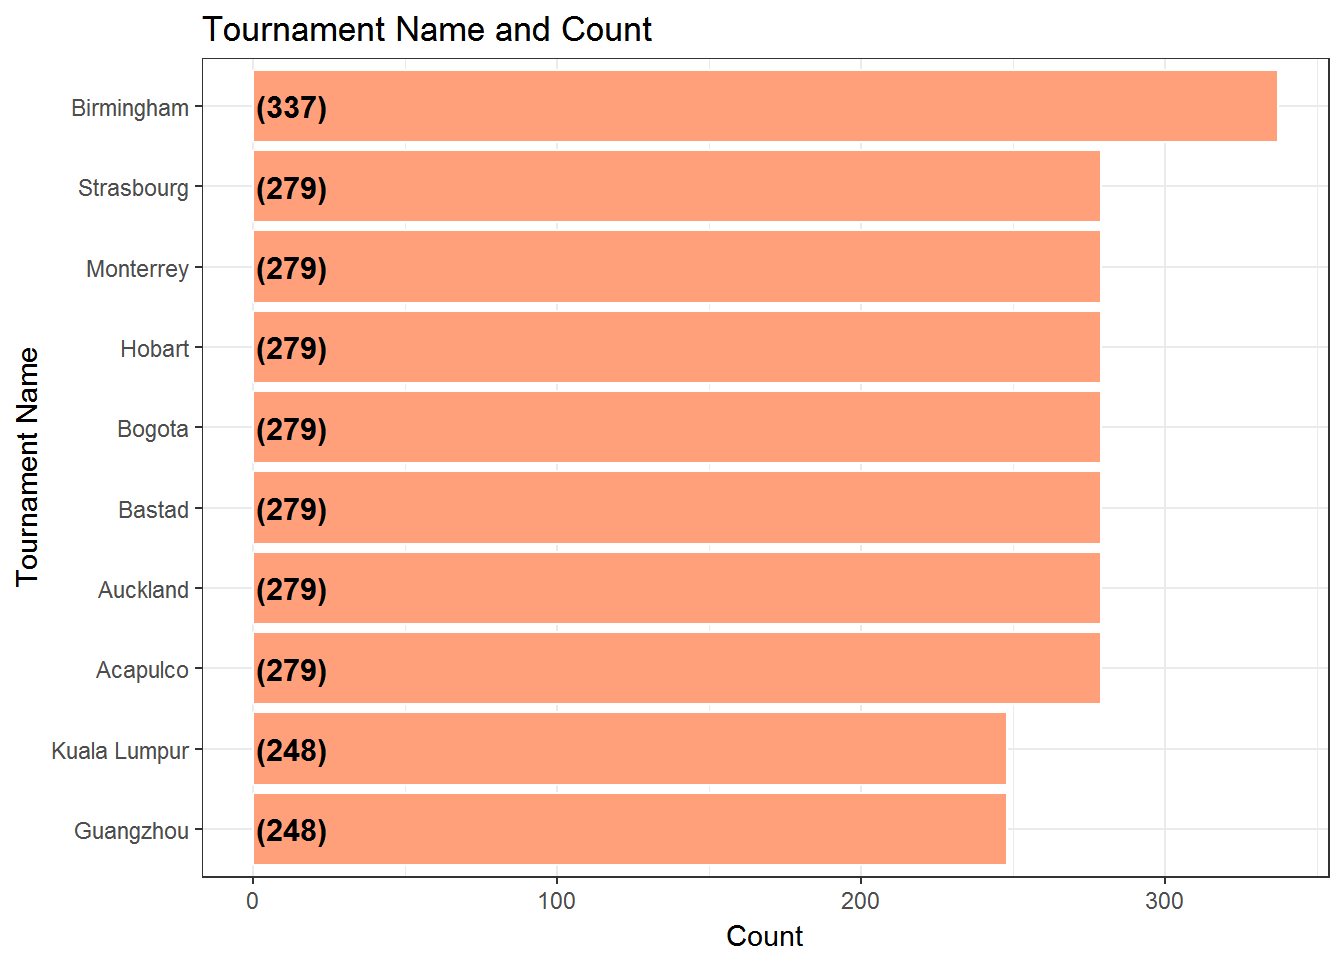 Tournament Name and Count
Tournament Name
Birmingham (337)
Strasbourg (279)
Monterrey (279)
Hobart (279)
Bogota (279)
Bastad (279)
Auckland (279)
Acapulco (279)
Kuala Lumpur (248)
Guangzhou (248)
0 100 200 300
Count